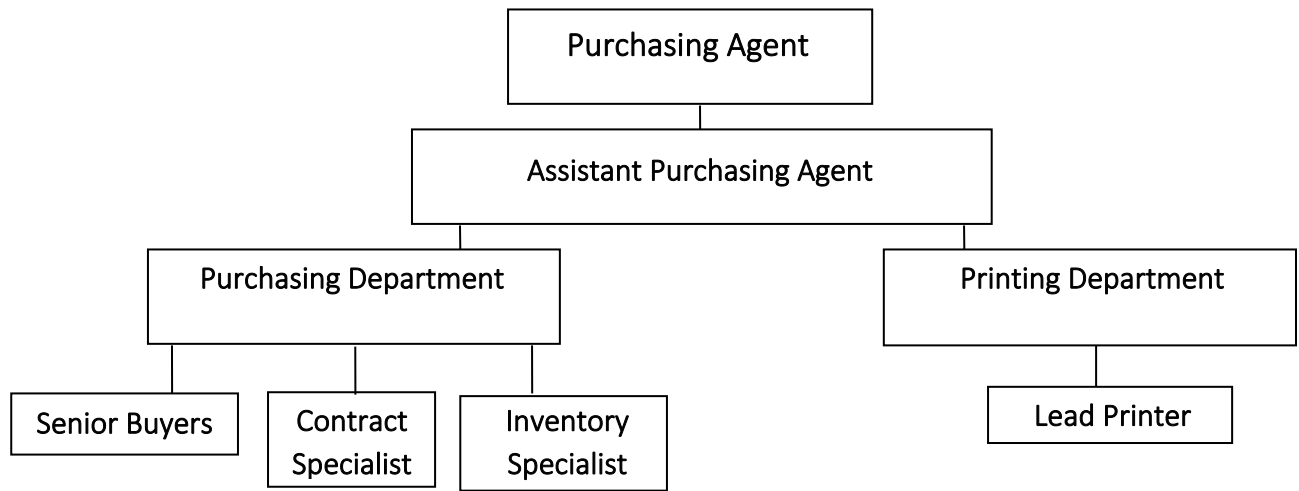 Purchasing Agent
Assistant Purchasing Agent
Purchasing Department
Printing Department
Senior Buyers
Contract
Specialist
Inventory
Specialist
Lead Printer